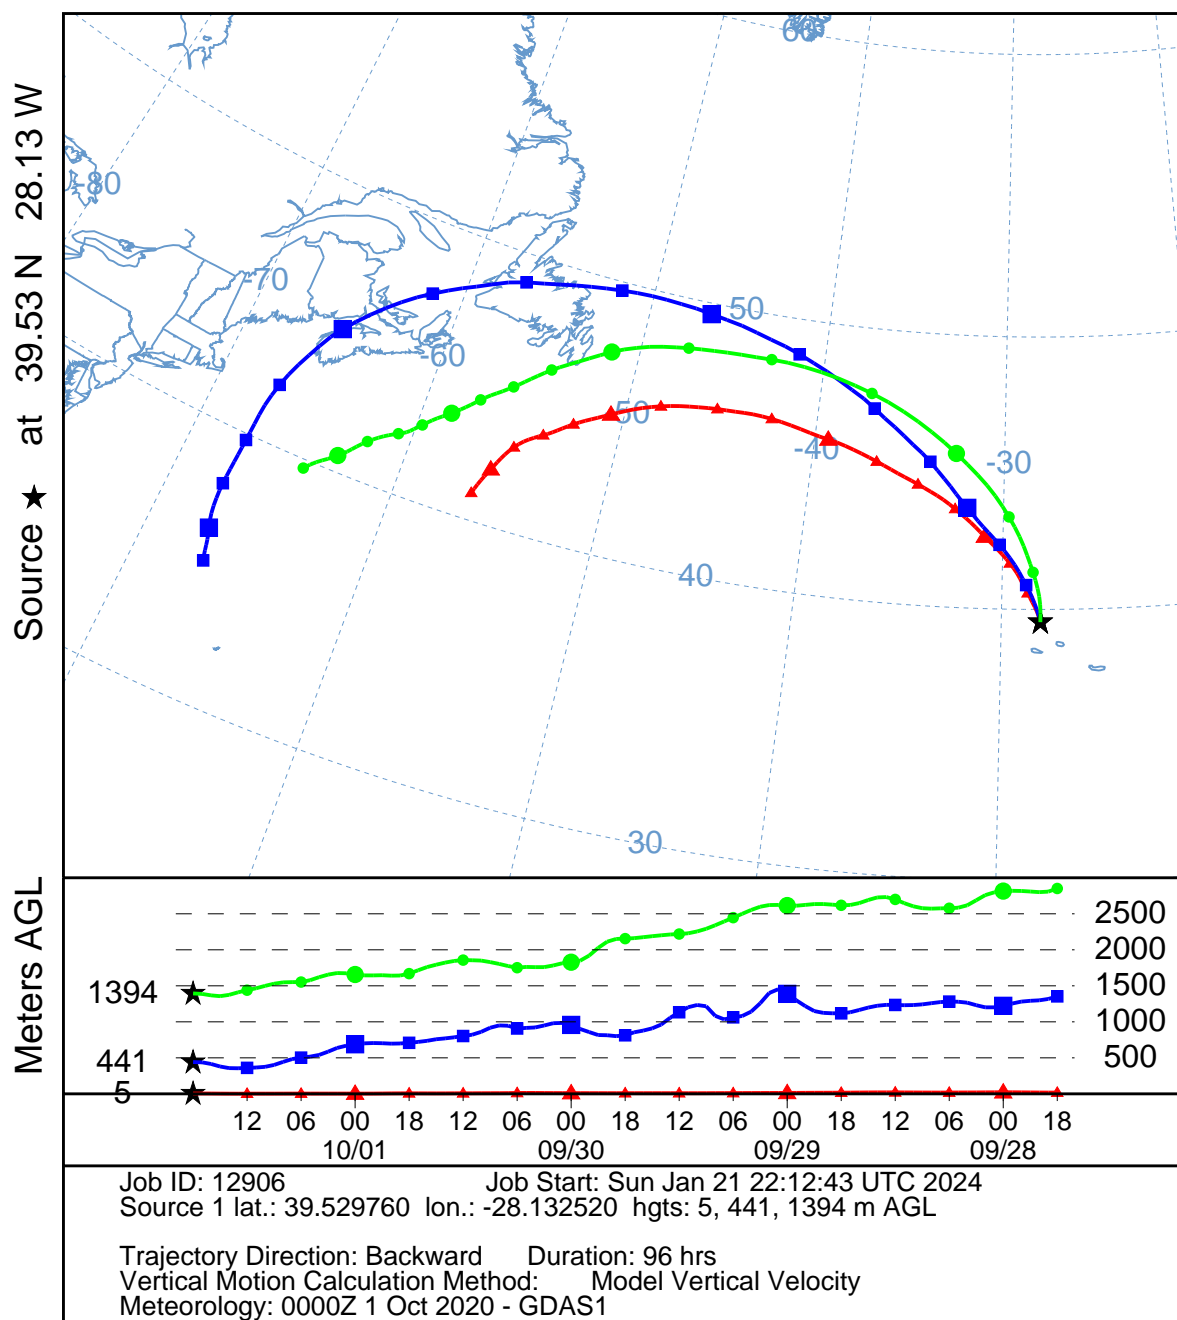 Source ★ at 39.53 N 28.13 W
60
-80
-70
50
-60
50
-40
-30
40
30
Meters AGL
2500
2000
1394
1500
1000
441
500
5
12 06 00 18 12 06 00 18 12 06 00 18 12 06 00 18
10/01 09/30 09/29 09/28
Job ID: 12906 Job Start: Sun Jan 21 22:12:43 UTC 2024
Source 1 lat.: 39.529760 lon.: -28.132520 hgts: 5, 441, 1394 m AGL
Trajectory Direction: Backward Duration: 96 hrs
Vertical Motion Calculation Method: Model Vertical Velocity
Meteorology: 0000Z 1 Oct 2020 - GDAS1